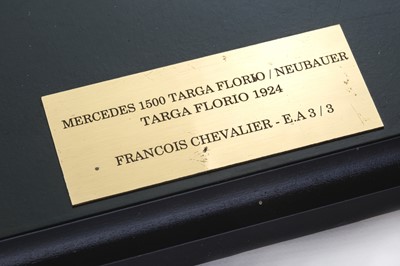 MERCEDES 1500 TARGA FLORIO / NEUBAUER
TARGA FLORIO 1924
FRANCOIS CHEVALIER - E.A 3 / 3